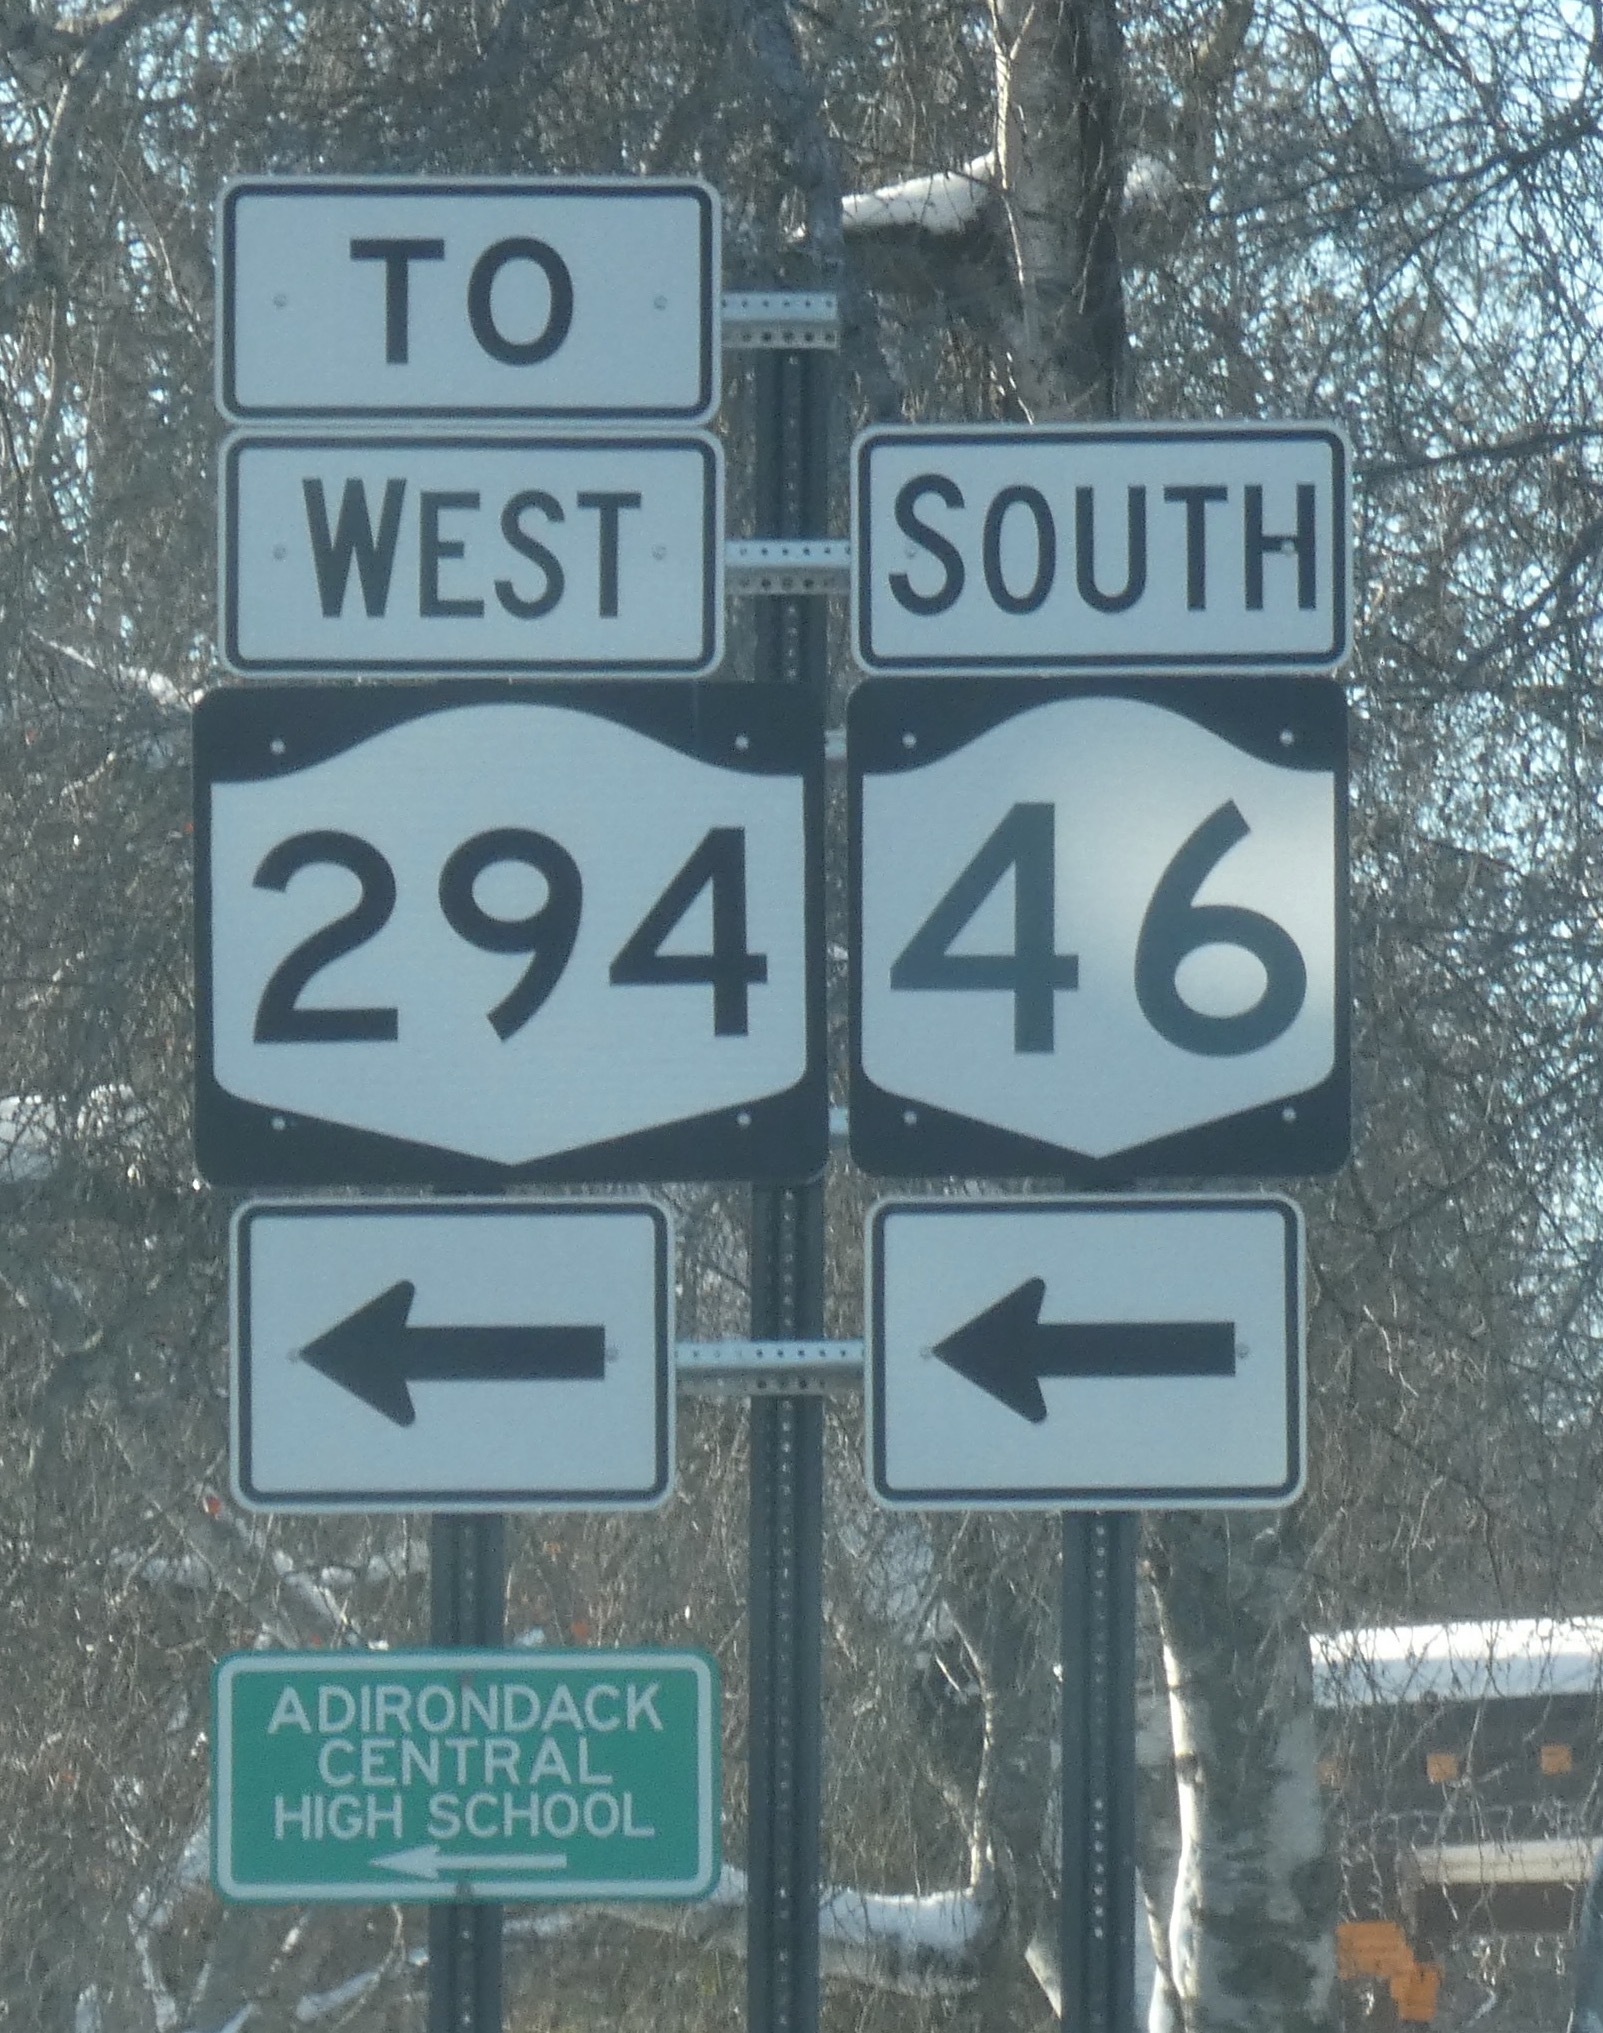 TO
WEST
294
SOUTH
46
ADIRONDACK
CENTRAL
HIGH SCHOOL